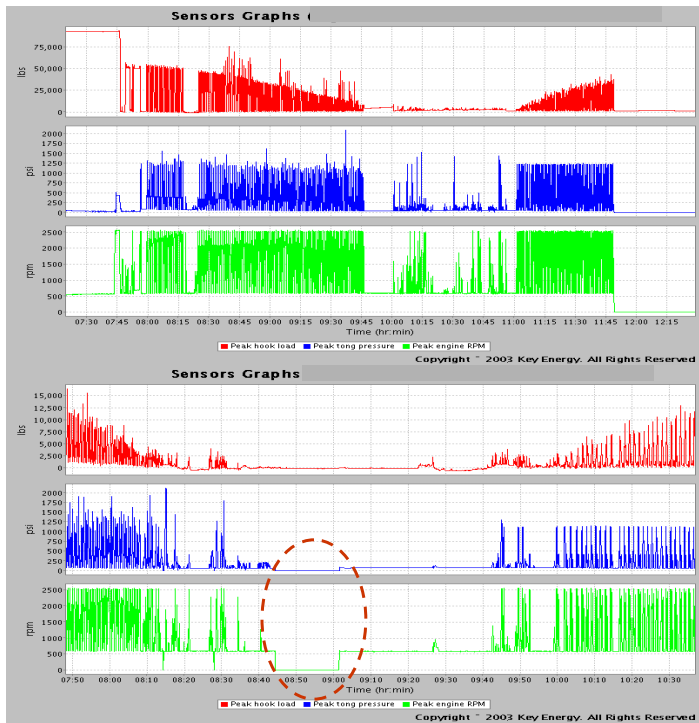 Sensors Graphs
75,000
50,000
25,000
0
lbs
2000
1750
1500
1250
1000
750
500
250
0
psi
2500
2000
1500
1000
500
0
rpm
07:30 07:45 08:00 08:15 08:30 08:45 09:00 09:15 09:30 09:45 10:00 10:15 10:30 10:45 11:00 11:15 11:30 11:45 12:00 12:15
Time (hr:min)
Peak hook load Peak tong pressure Peak engine RPM
Copyright ~ 2003 Key Energy. All Rights Reserved
Sensors Graphs
15,000
12,500
10,000
7,500
5,000
2,500
0
lbs
2000
1750
1500
1250
1000
750
500
250
0
psi
2500
2000
1500
1000
500
0
rpm
07:50 08:00 08:10 08:20 08:30 08:40 08:50 09:00 09:10 09:20 09:30 09:40 09:50 10:00 10:10 10:20 10:30
Time (hr:min)
Peak hook load Peak tong pressure Peak engine RPM
Copyright ~ 2003 Key Energy. All Rights Reserved